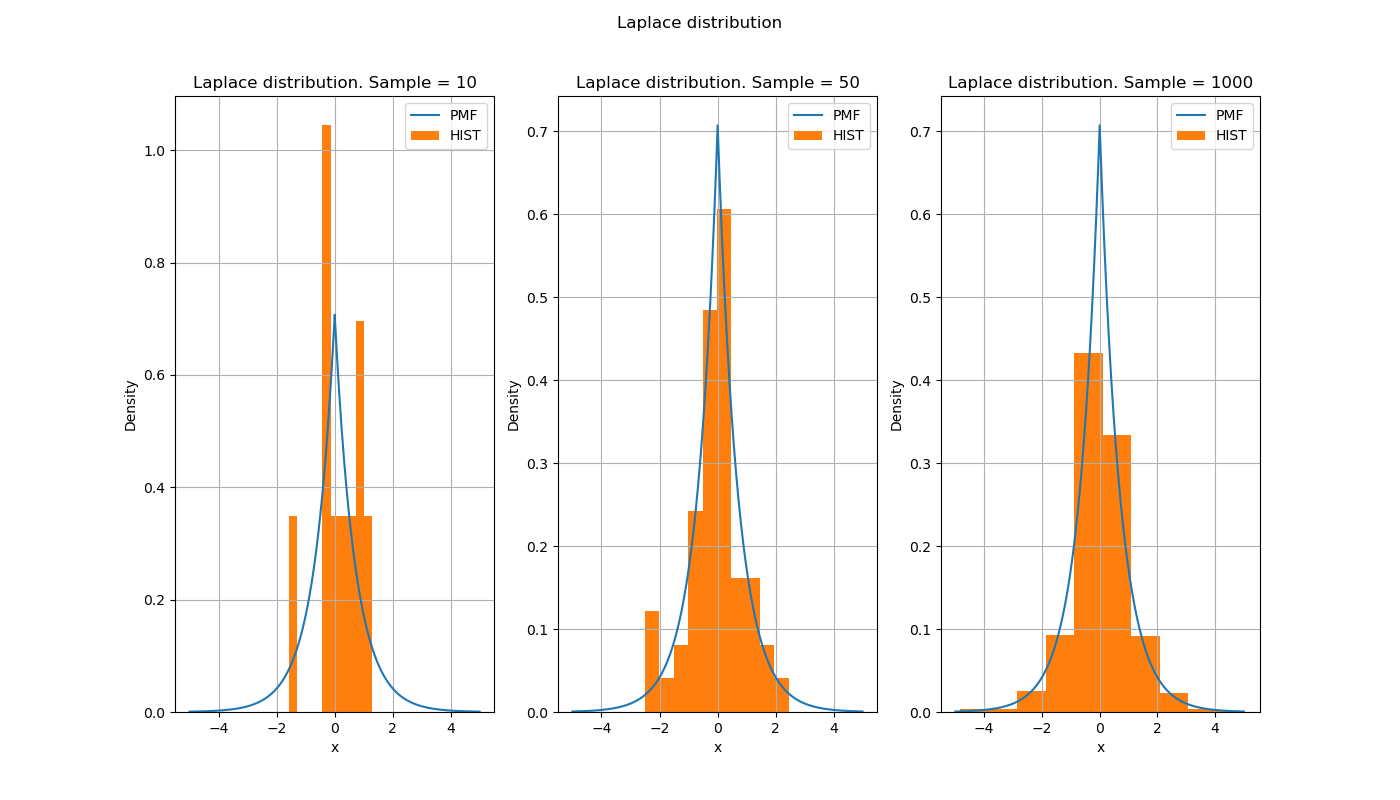 Laplace distribution
Laplace distribution. Sample = 10
PMF
HIST
1.0
0.8
0.6
0.4
0.2
0.0
Density
−4 −2 0 2 4
x
Laplace distribution. Sample = 50
PMF
HIST
0.7
0.6
0.5
0.4
0.3
0.2
0.1
0.0
Density
−4 −2 0 2 4
x
Laplace distribution. Sample = 1000
PMF
HIST
0.7
0.6
0.5
0.4
0.3
0.2
0.1
0.0
Density
−4 −2 0 2 4
x